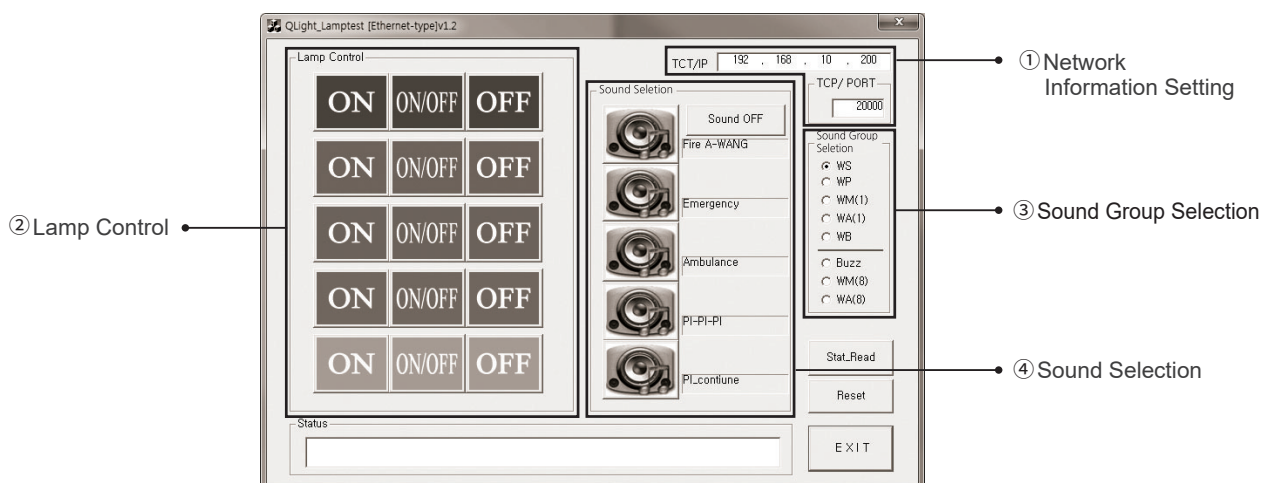 QLight_Lamptest [Ethernet-type]v1.2
Lamp Control
ON ON/OFF OFF
ON ON/OFF OFF
ON ON/OFF OFF
ON ON/OFF OFF
ON ON/OFF OFF
② Lamp Control
Sound Seletion
Sound OFF
Fire A-WANG
Emergency
Ambulance
PI-PI-PI
PI_contiune
TCT/IP 192 . 168 . 10 . 200
TCP/ PORT
20000
Sound Group
Seletion
WS
WP
WM(1)
WA(1)
WB
Buzz
WM(8)
WA(8)
Stat_Read
Reset
EXIT
Status
① Network
Information Setting
③ Sound Group Selection
④ Sound Selection